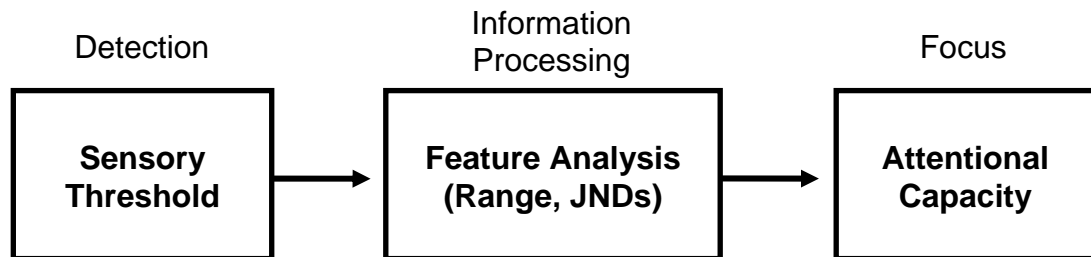 Detection
Information
Processing
Focus
Sensory
Threshold
Feature Analysis
(Range, JNDs)
Attentional
Capacity